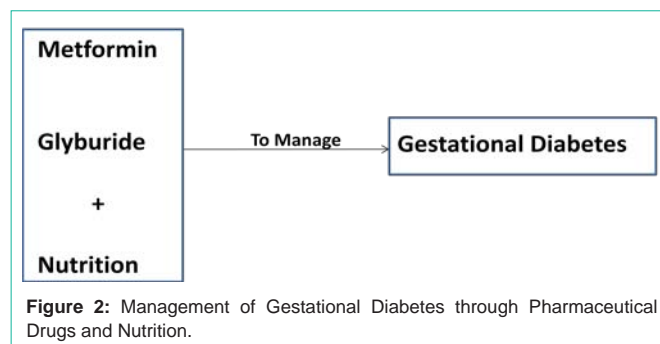 Metformin
Glyburide
+
Nutrition
To Manage
Gestational Diabetes
Figure 2: Management of Gestational Diabetes through Pharmaceutical
Drugs and Nutrition.